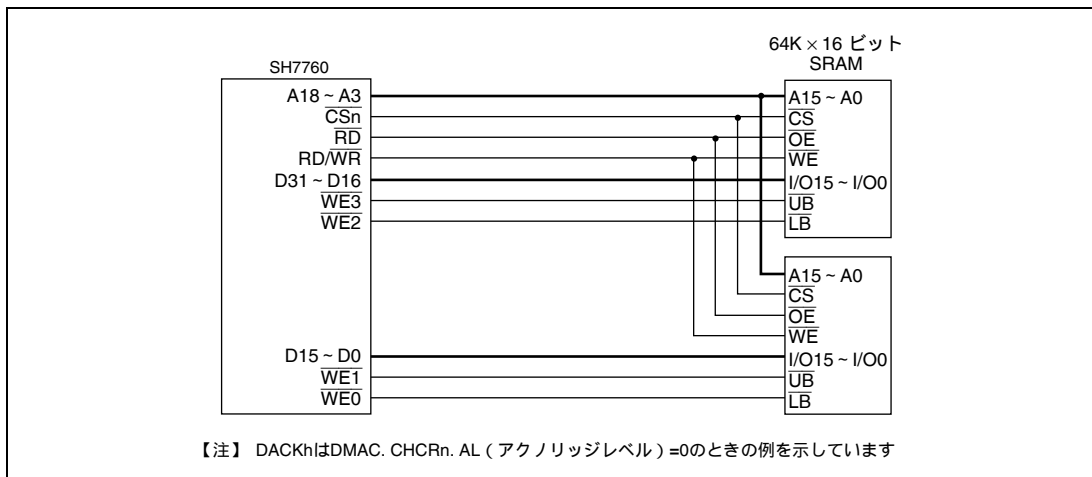 64K × 16 ビット
SRAM
SH7760
A18 ~ A3
CSn
RD
RD/WR
D31 ~ D16
WE3
WE2
D15 ~ D0
WE1
WE0
A15 ~ A0
CS
OE
WE
I/O15 ~ I/O0
UB
LB
A15 ~ A0
CS
OE
WE
I/O15 ~ I/O0
UB
LB
【注】 DACKhはDMAC. CHCRn. AL（アクノリッジレベル）=0のときの例を示しています